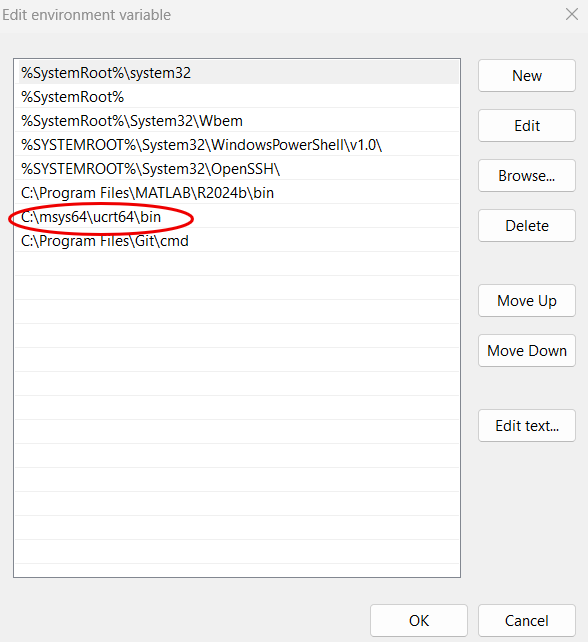 Edit environment variable
%SystemRoot%\system32
%SystemRoot%
%SystemRoot%\System32\Wbem
%SYSTEMROOT%\System32\WindowsPowerShell\v1.0\
%SYSTEMROOT%\System32\OpenSSH\
C:\Program Files\MATLAB\R2024b\bin
C:\msys64\ucrt64\bin
C:\Program Files\Git\cmd
New
Edit
Browse...
Delete
Move Up
Move Down
Edit text...
OK
Cancel